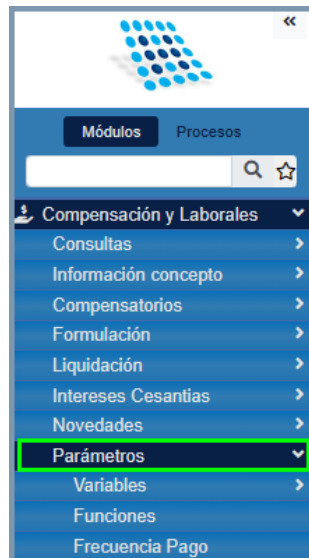 «
Módulos Procesos
Compensación y Laborales
Consultas
Información concepto
Compensatorios
Formulación
Liquidación
Intereses Cesantias
Novedades
Parámetros
Variables
Funciones
Frecuencia Pago